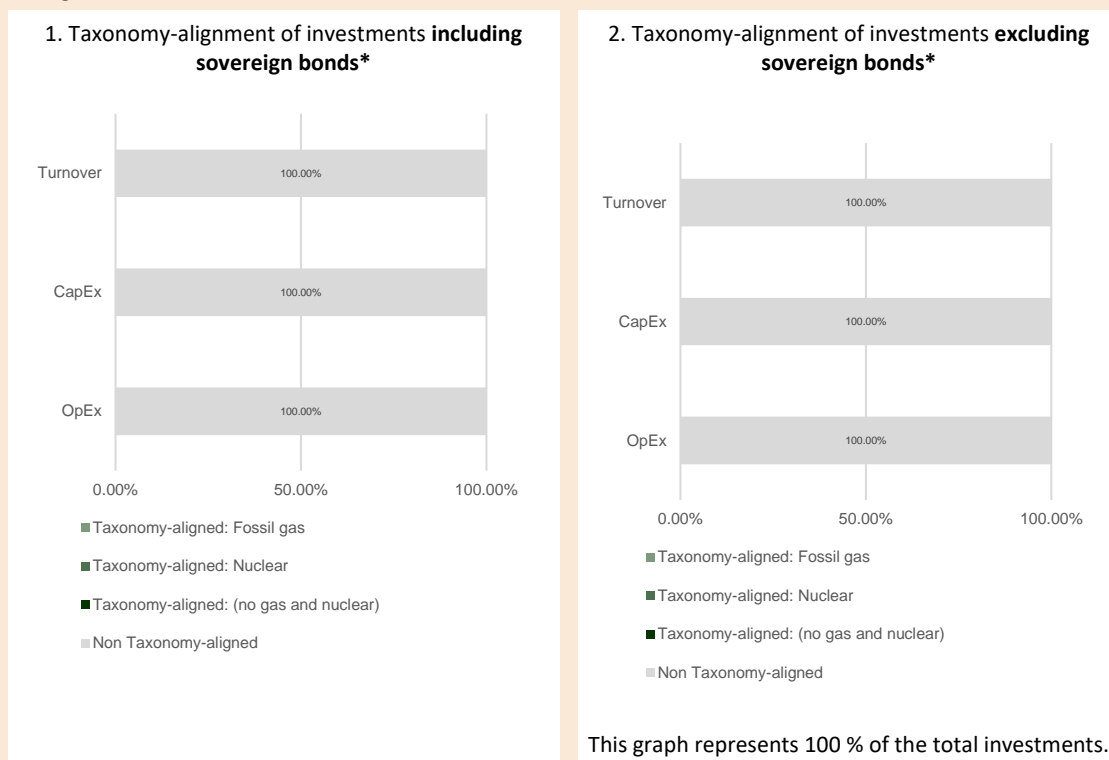 1. Taxonomy-alignment of investments including
sovereign bonds*
Turnover
100.00%
CapEx
100.00%
OpEx
100.00%
0.00% 50.00% 100.00%
Taxonomy-aligned: Fossil gas
Taxonomy-aligned: Nuclear
Taxonomy-aligned: (no gas and nuclear)
Non Taxonomy-aligned
2. Taxonomy-alignment of investments excluding
sovereign bonds*
Turnover
100.00%
CapEx
100.00%
OpEx
100.00%
0.00% 50.00% 100.00%
Taxonomy-aligned: Fossil gas
Taxonomy-aligned: Nuclear
Taxonomy-aligned: (no gas and nuclear)
Non Taxonomy-aligned
This graph represents 100 % of the total investments.